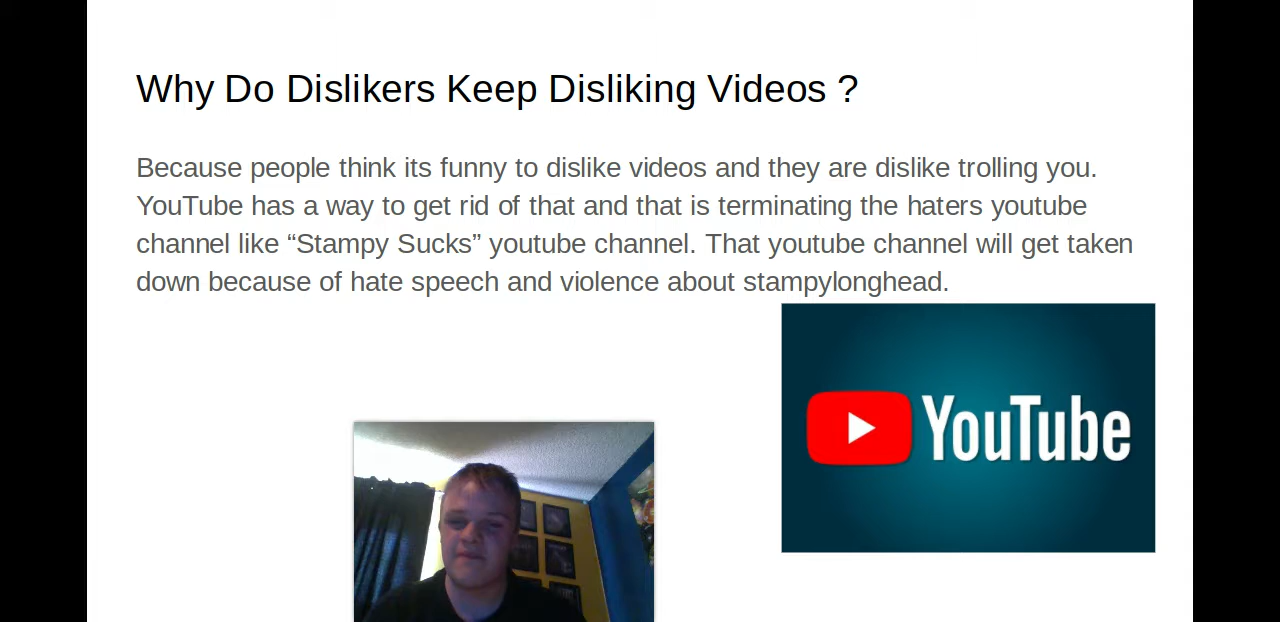 Why Do Dislikers Keep Disliking Videos ?
Because people think its funny to dislike videos and they are dislike trolling you.
YouTube has a way to get rid of that and that is terminating the haters youtube
channel like “Stampy Sucks” youtube channel. That youtube channel will get taken
down because of hate speech and violence about stampylonghead.
YouTube